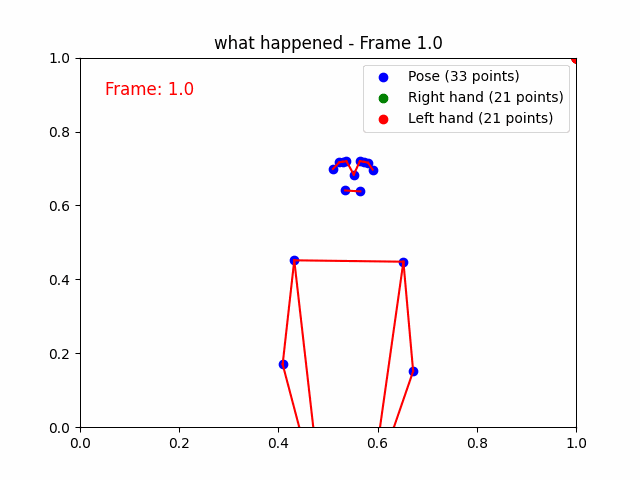 what happened - Frame 1.0
Frame: 1.0
Pose (33 points)
Right hand (21 points)
Left hand (21 points)
1.0
0.8
0.6
0.4
0.2
0.0
0.0 0.2 0.4 0.6 0.8 1.0